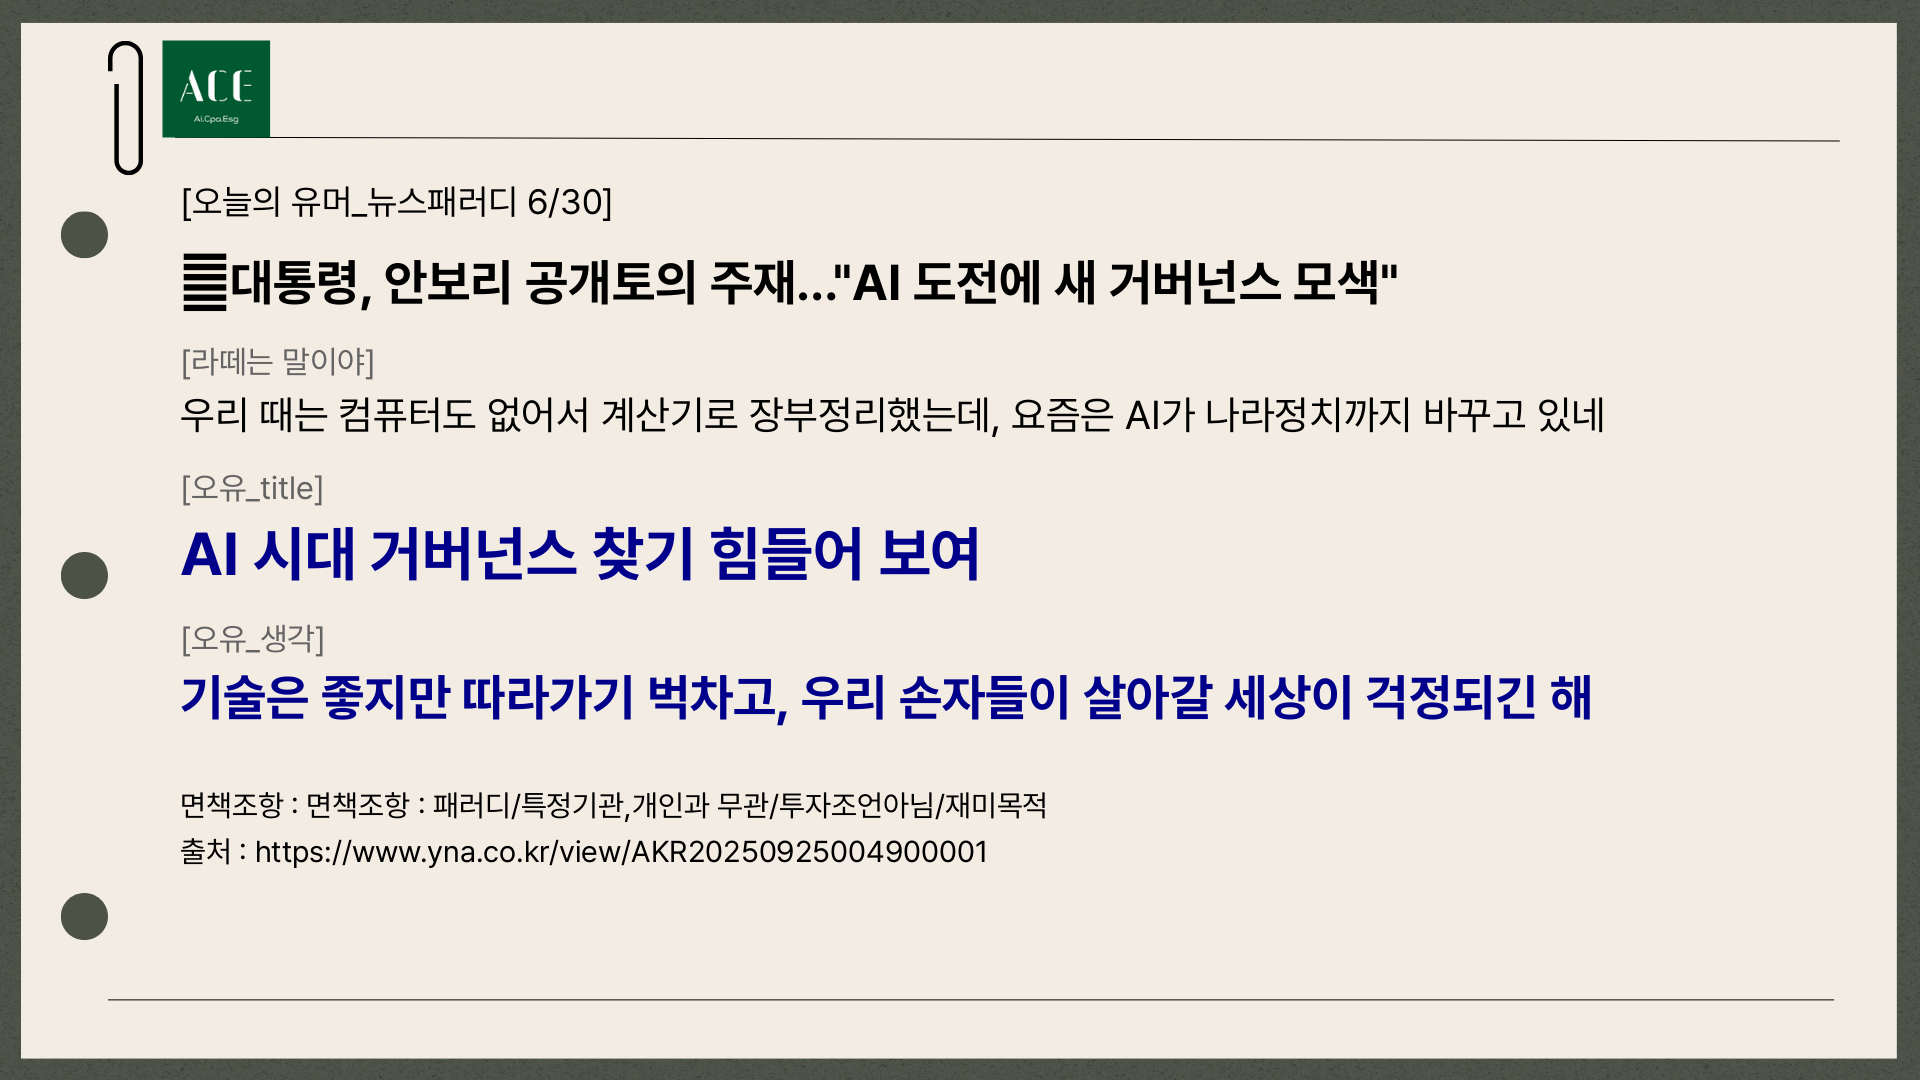 ACE
Ai.Cpa.Esg
[오늘의 유머_뉴스패러디 6/30]
대통령, 안보리 공개토의 주재..."AI 도전에 새 거버넌스 모색"
[라떼는 말이야]
우리 때는 컴퓨터도 없어서 계산기로 장부정리했는데, 요즘은 AI가 나라정치까지 바꾸고 있네
[오유_title]
AI 시대 거버넌스 찾기 힘들어 보여
[오유_생각]
기술은 좋지만 따라가기 벅차고, 우리 손자들이 살아갈 세상이 걱정되긴 해
면책조항 : 면책조항 : 패러디/특정기관,개인과 무관/투자조언아님/재미목적
출처 : https://www.yna.co.kr/view/AKR20250925004900001